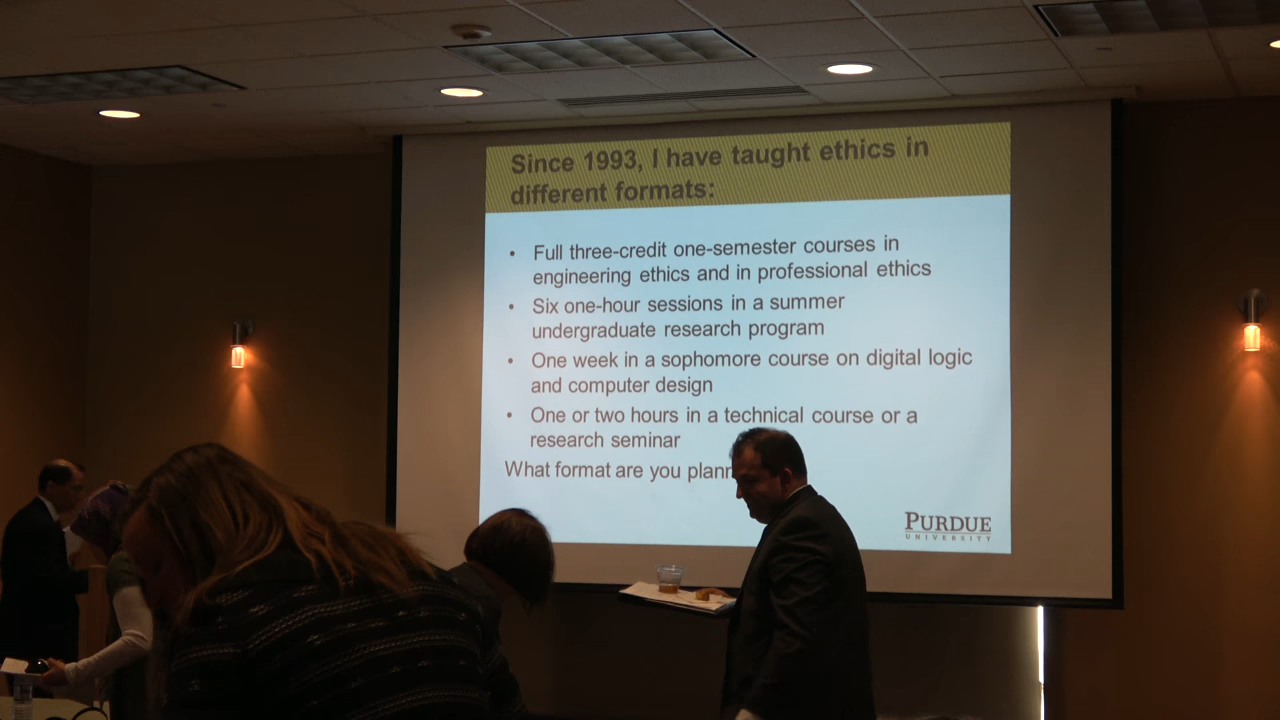 Since 1993, I have taught ethics in
different formats:
• Full three-credit one-semester courses in
engineering ethics and in professional ethics
• Six one-hour sessions in a summer
undergraduate research program
• One week in a sophomore course on digital logic
and computer design
• One or two hours in a technical course or a
research seminar
What format are you
PURDUE
UNIVERSITY